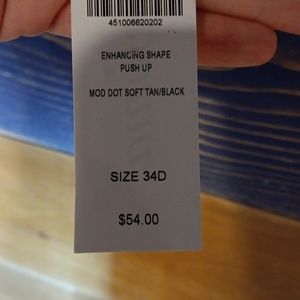 451006620202
ENHANCING SHAPE
PUSH UP
MOD DOT SOFT TAN/BLACK
SIZE 34D
$54.00